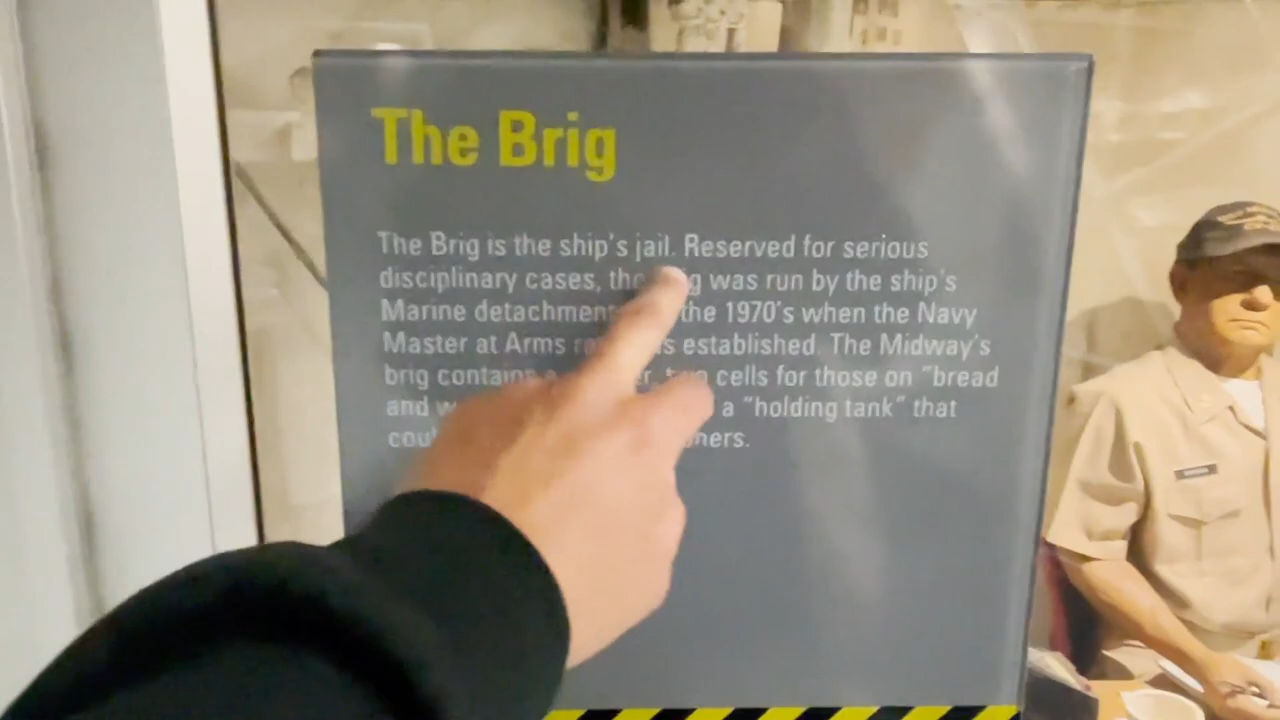 The Brig
The Brig is the ship's jail. Reserved for serious
disciplinary cases, the was run by the ship's
Marine detachment the 1970's when the Navy
Master at Arms established. The Midway's
brig contains cells for those on "bread
and a "holding tank" that